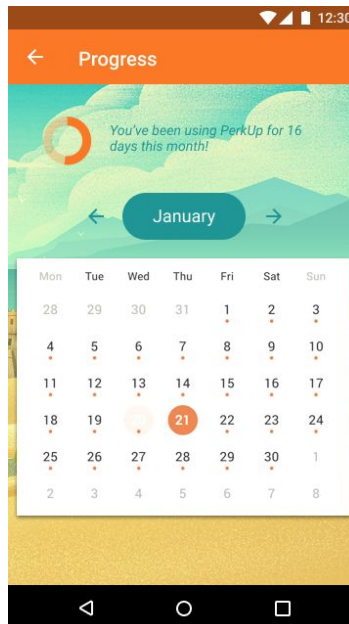 12:30
Progress
You've been using PerkUp for 16
days this month!
January
Mon Tue Wed Thu Fri Sat Sun
28 29 30 31 1 2 3
4 5 6 7 8 9 10
11 12 13 14 15 16 17
18 19 21 22 23 24
25 26 27 28 29 30 1
2 3 4 5 6 7 8